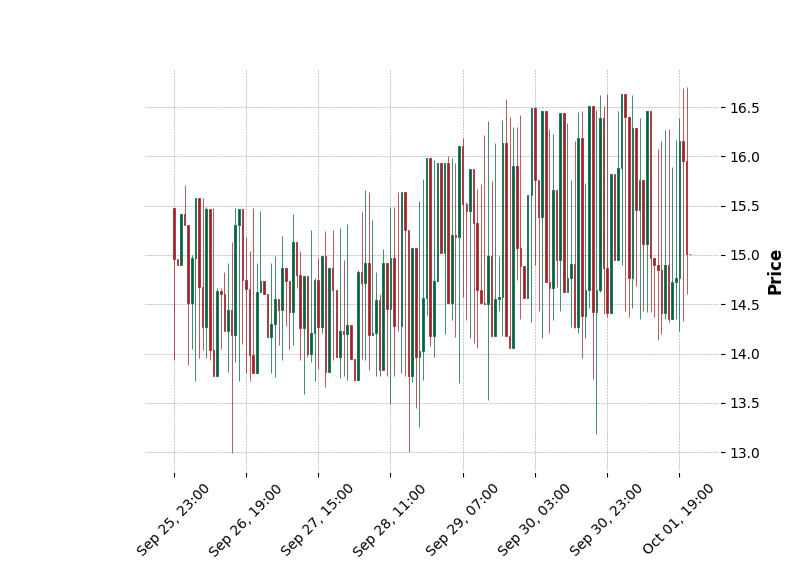 16.5
16.0
15.5
15.0
14.5
14.0
13.5
13.0
Price
Sep 25, 23:00
Sep 26, 19:00
Sep 27, 15:00
Sep 28, 11:00
Sep 29, 07:00
Sep 30, 03:00
Sep 30, 23:00
Oct 01, 19:00